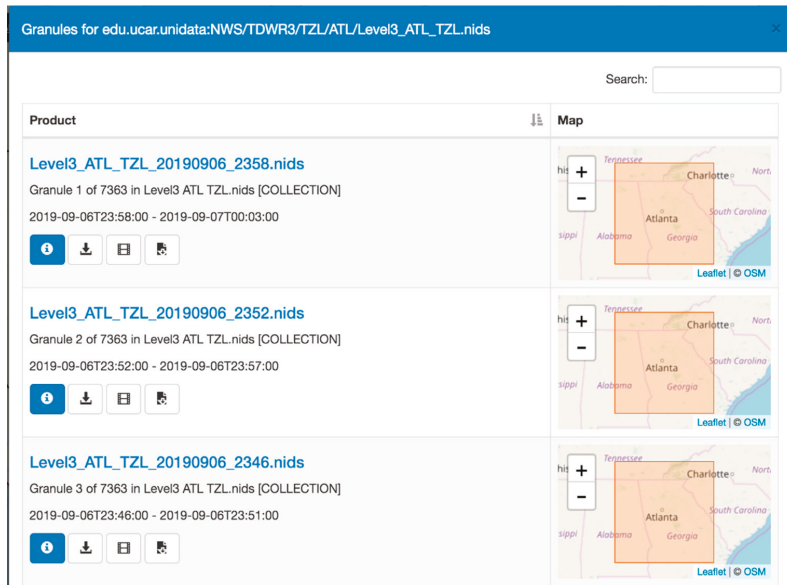 Granules for edu.ucar.unidata:NWS/TDWR3/TZL/ATL/Level3_ATL_TZL.nids ×
Search:
Product Map
Level3_ATL_TZL_20190906_2358.nids
Granule 1 of 7363 in Level3 ATL TZL.nids [COLLECTION]
2019-09-06T23:58:00 - 2019-09-07T00:03:00
+
−
Tennessee
Charlotte
Atlanta
South Carolina
Alabama
Georgia
sippi
Leaflet | © OSM
Level3_ATL_TZL_20190906_2352.nids
Granule 2 of 7363 in Level3 ATL TZL.nids [COLLECTION]
2019-09-06T23:52:00 - 2019-09-06T23:57:00
+
−
Tennessee
Charlotte
Atlanta
South Carolina
Alabama
Georgia
sippi
Leaflet | © OSM
Level3_ATL_TZL_20190906_2346.nids
Granule 3 of 7363 in Level3 ATL TZL.nids [COLLECTION]
2019-09-06T23:46:00 - 2019-09-06T23:51:00
+
−
Tennessee
Charlotte
Atlanta
South Carolina
Alabama
Georgia
sippi
Leaflet | © OSM